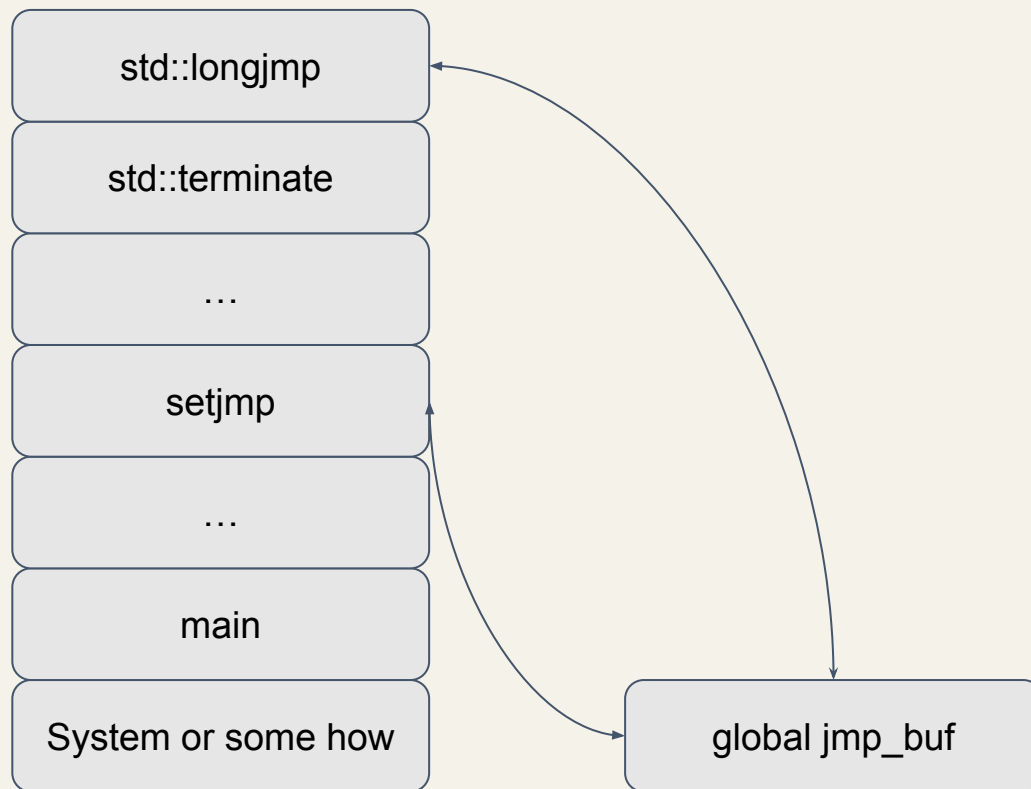 std::longjmp
std::terminate
…
setjmp
…
main
System or some how
global jmp_buf